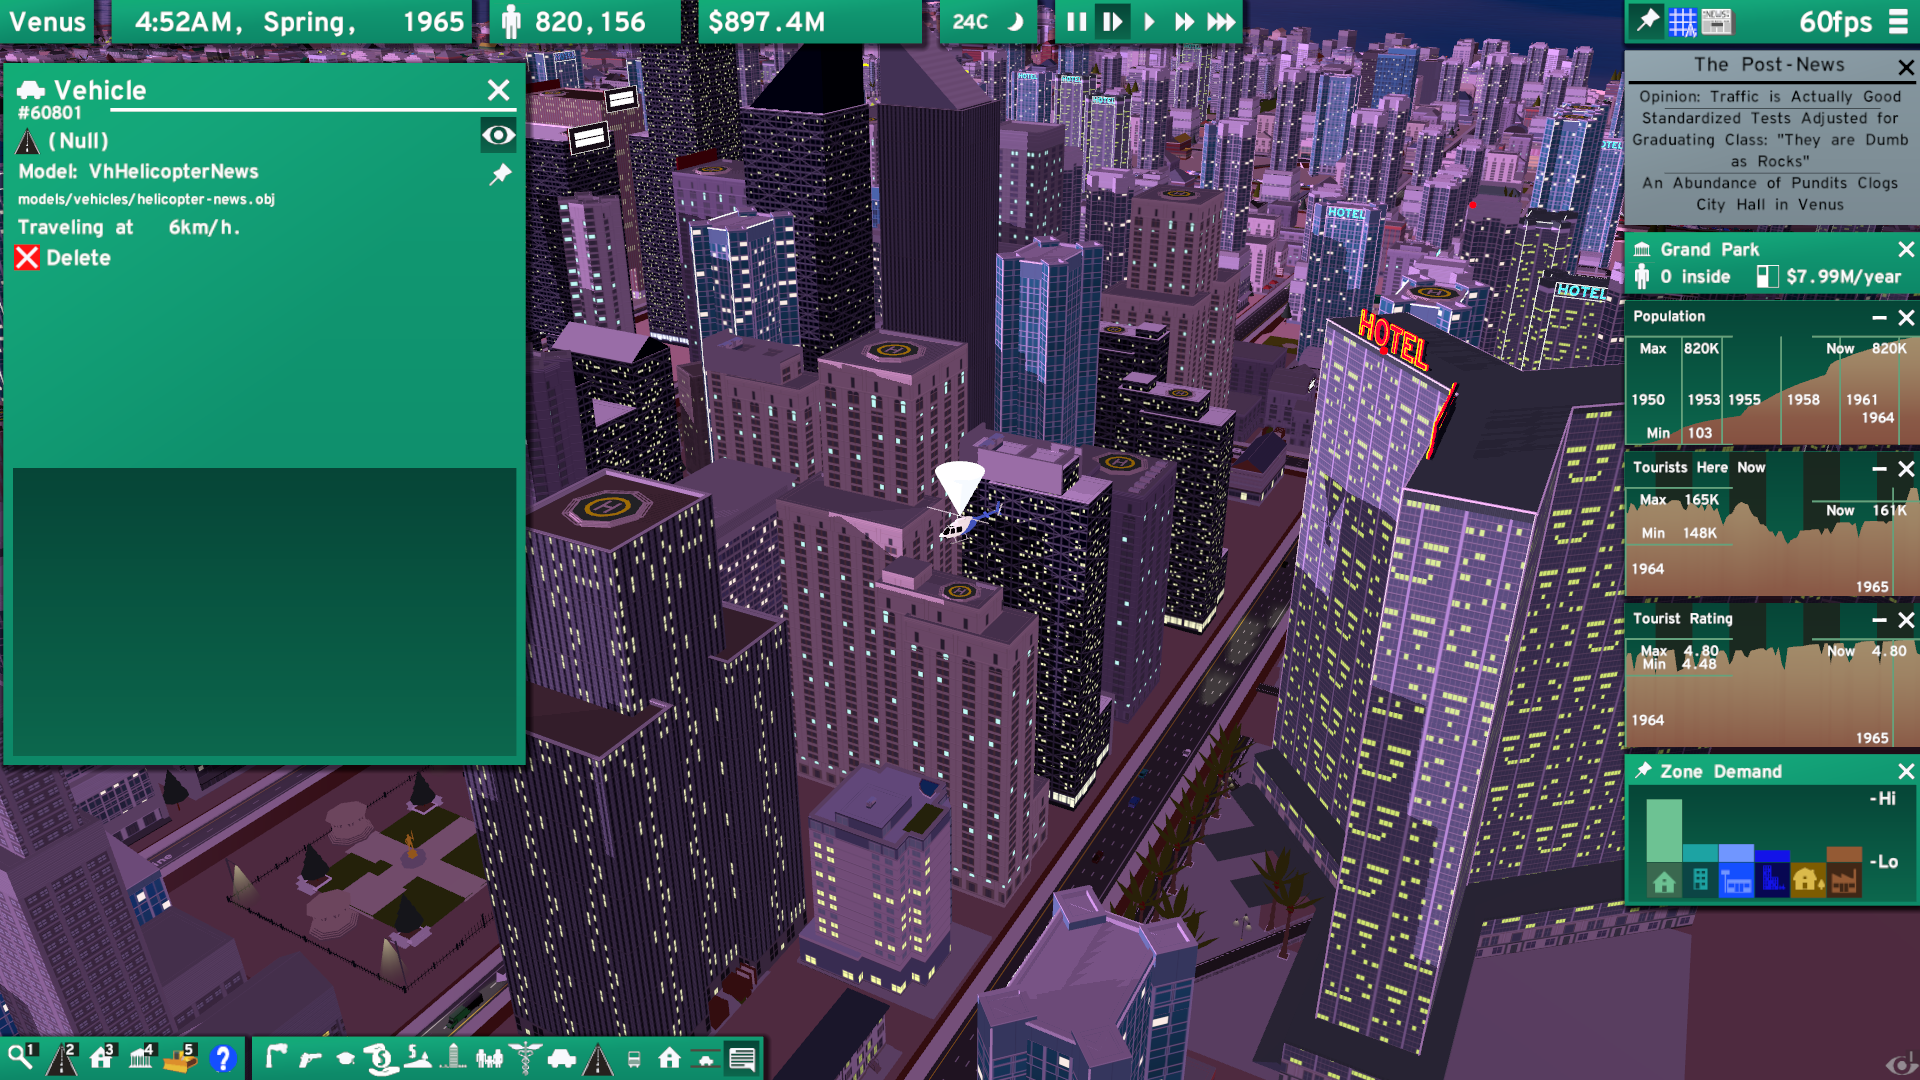 Venus
4:52AM, Spring, 1965
820,156
$897.4M
24C
60fps
Vehicle
#60801
(Null)
Model: VhHelicopterNews
models/vehicles/helicopter-news.obj
Traveling at 6km/h.
Delete
The Post-News
Opinion: Traffic is Actually Good
Standardized Tests Adjusted for
Graduating Class: "They are Dumb
as Rocks"
An Abundance of Pundits Clogs
City Hall in Venus
Grand Park
0 inside $7.99M/year
Population
Max 820K Now 820K
1950 1953 1955 1958 1961
1964
Min 103
Tourists Here Now
Max 165K
Now 161K
Min 148K
1964
1965
Tourist Rating
Max 4.80 Now 4.80
Min 4.48
1964
1965
Zone Demand
-Hi
-Lo
NEWS
HOTEL
HOTEL
HOTEL
HOTEL
HOTEL
HOTEL
H
H
H
H
1 2 3 4 5
?